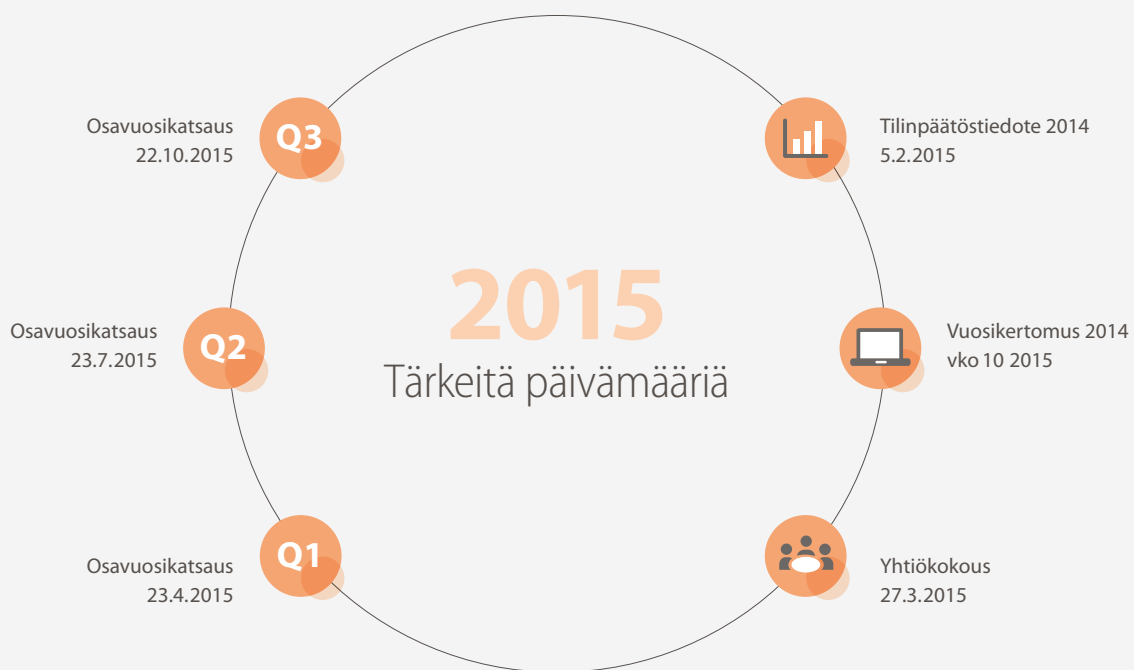 2015
Tärkeitä päivämääriä
Tilinpäätöstiedote 2014
5.2.2015
Vuosikertomus 2014
vko 10 2015
Yhtiökokous
27.3.2015
Q1
Osavuosikatsaus
23.4.2015
Q2
Osavuosikatsaus
23.7.2015
Q3
Osavuosikatsaus
22.10.2015